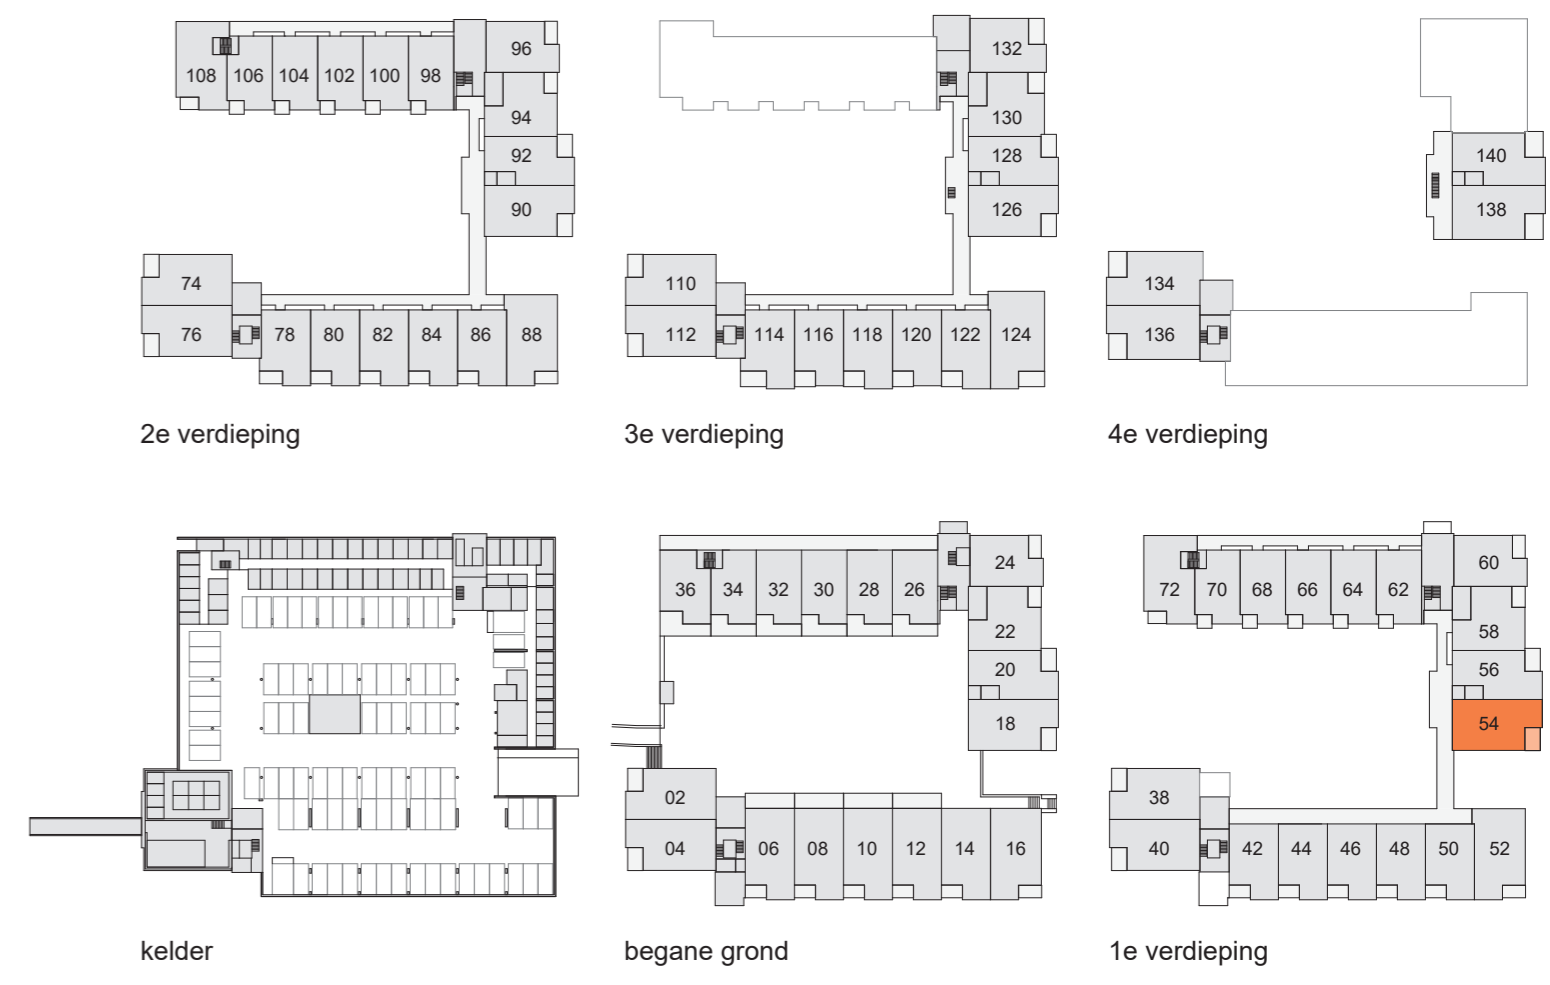 108 106 104 102 100 98 96
94
92
90
74
76 78 80 82 84 86 88
2e verdieping
132
130
128
126
110
112 114 116 118 120 122 124
3e verdieping
140
138
134
136
4e verdieping
kelder
36 34 32 30 28 26 24
22
20
18
02
04 06 08 10 12 14 16
begane grond
72 70 68 66 64 62 60
58
56
54
38
40 42 44 46 48 50 52
1e verdieping